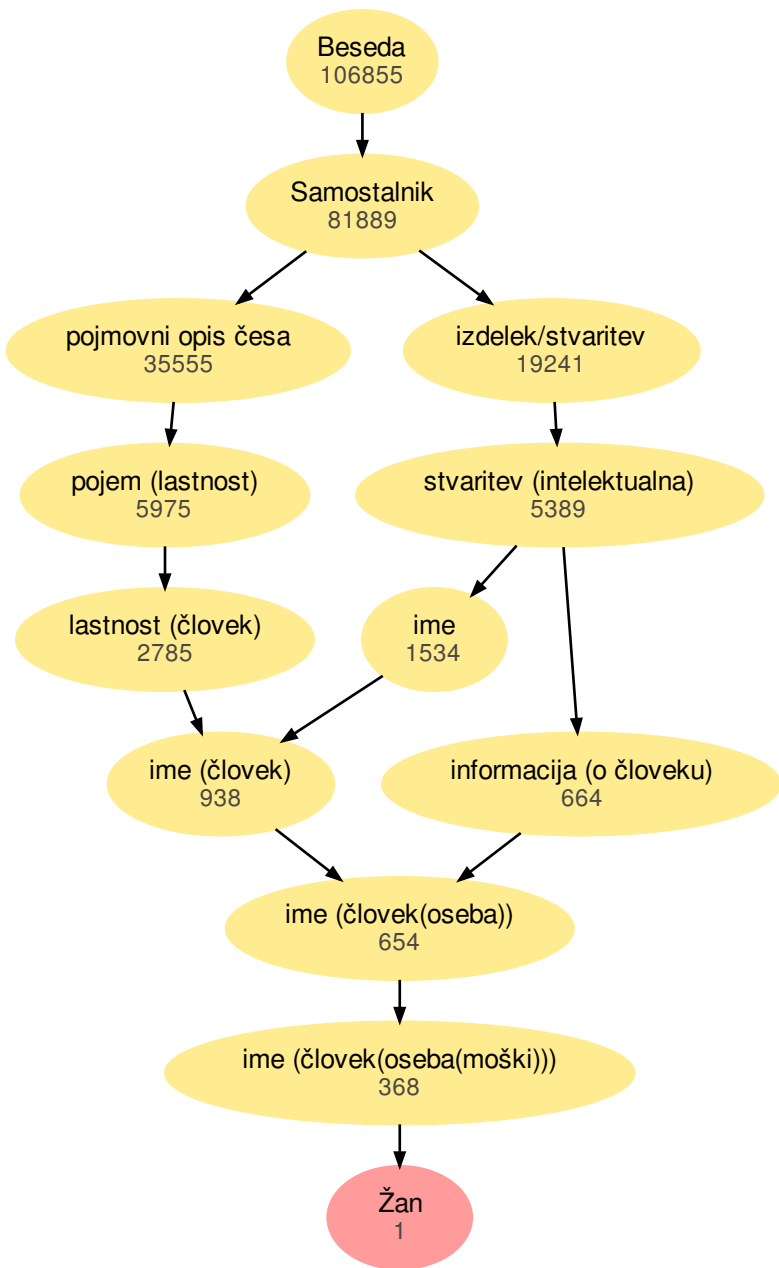 Beseda
106855
Samostalnik
81889
pojmovni opis česa
35555
izdelek/stvaritev
19241
pojem (lastnost)
5975
stvaritev (intelektualna)
5389
lastnost (človek)
2785
ime
1534
ime (človek)
938
informacija (o človeku)
664
ime (človek(oseba))
654
ime (človek(oseba(moški)))
368
Žan
1